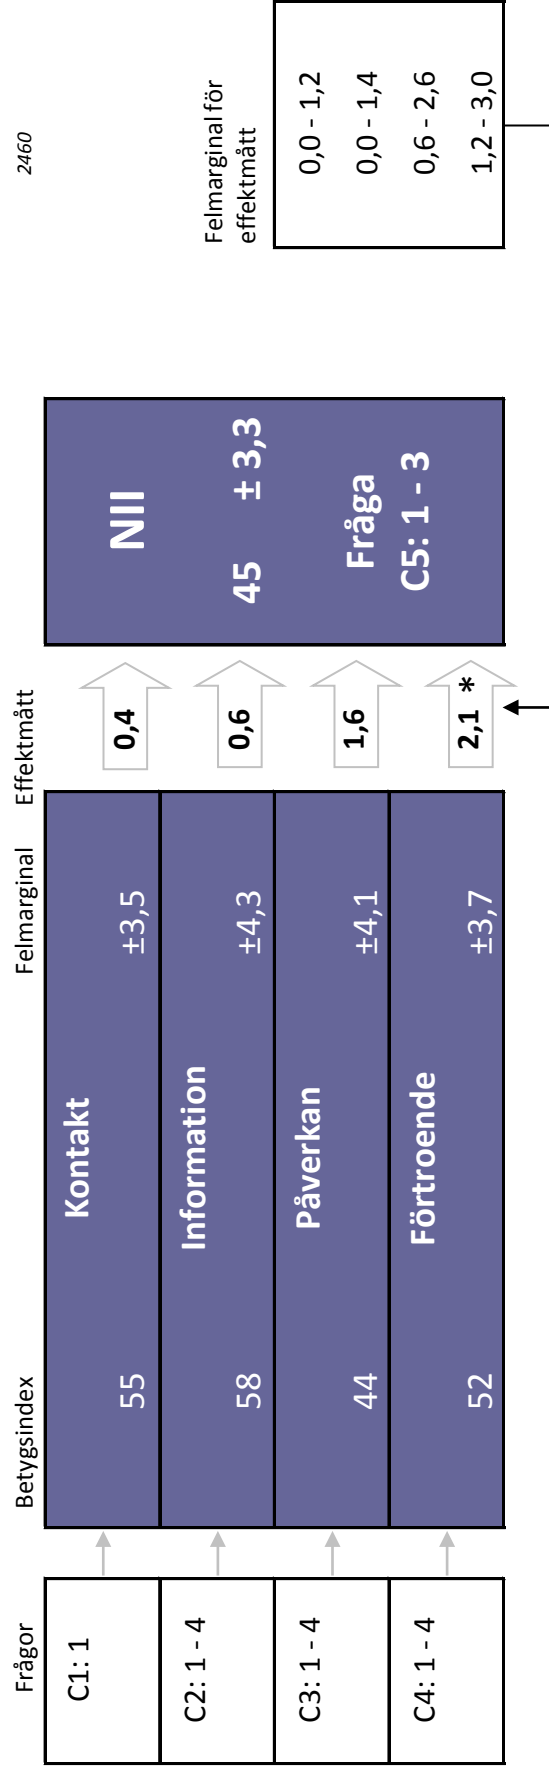 2460
Frågor
Betygsindex
Felmarginal
Effektmått
Felmarginal för
effektmått
C1: 1
Kontakt
55
±3,5
0,4
0,0 - 1,2
C2: 1 - 4
Information
58
±4,3
0,6
0,0 - 1,4
C3: 1 - 4
Påverkan
44
±4,1
1,6
0,6 - 2,6
C4: 1 - 4
Förtroende
52
±3,7
2,1 *
1,2 - 3,0
NII
45 ± 3,3
Fråga
C5: 1 - 3